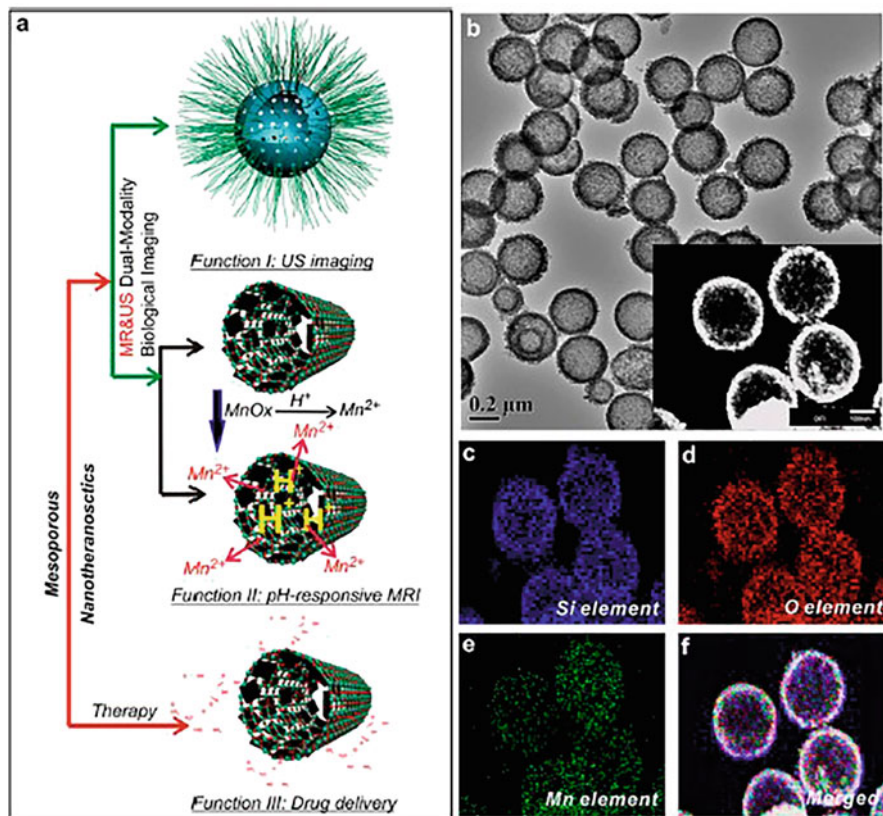 a
MR&US Dual-Modality
Biological Imaging
Function I: US imaging
MnOx H⁺ Mn²⁺
Mn²⁺
Mn²⁺
H⁺
H H⁺
Mn²⁺
Mn²⁺
Function II: pH-responsive MRI
Mesoporous
Nanotheranosctics
Therapy
Function III: Drug delivery
b
0.2 µm
c
Si element
d
O element
e
Mn element
f
Merged